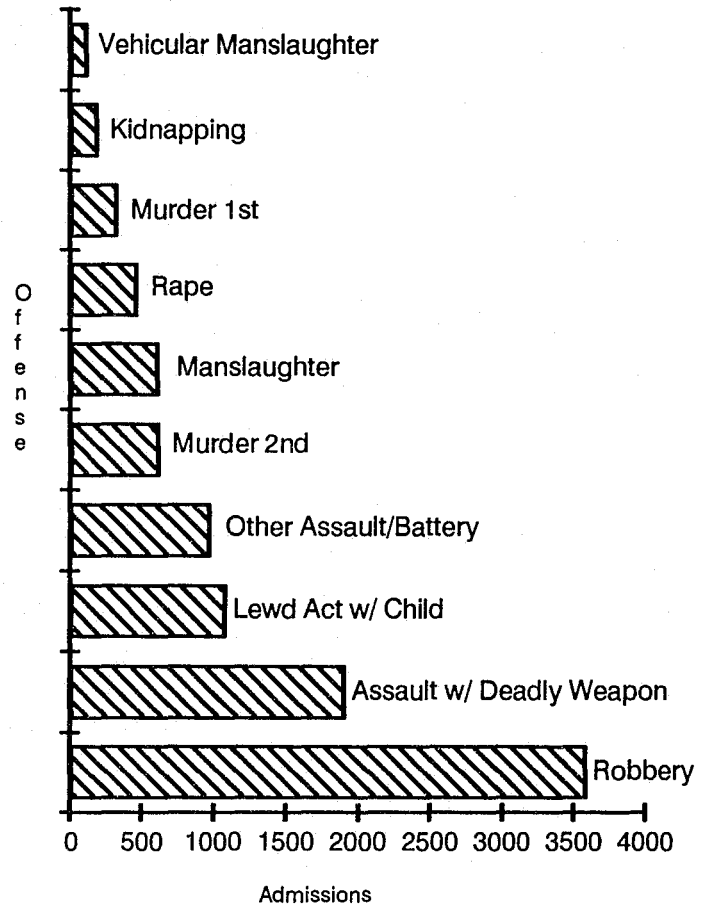 Vehicular Manslaughter
Kidnapping
Murder 1st
Rape
Manslaughter
Murder 2nd
Other Assault/Battery
Lewd Act w/ Child
Assault w/ Deadly Weapon
Robbery
Offense
0 500 1000 1500 2000 2500 3000 3500 4000
Admissions